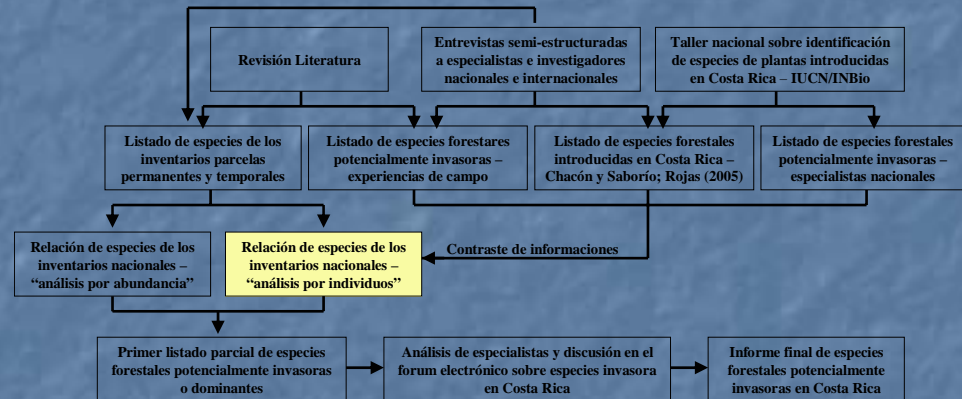 Revisión Literatura
Entrevistas semi-estructuradas
a especialistas e investigadores
nacionales e internacionales
Taller nacional sobre identificación
de especies de plantas introducidas
en Costa Rica – IUCN/INBio
Listado de especies de los
inventarios parcelas
permanentes y temporales
Listado de especies forestares
potencialmente invasoras –
experiencias de campo
Listado de especies forestales
introducidas en Costa Rica –
Chacón y Saborío; Rojas (2005)
Listado de especies forestales
potencialmente invasoras –
especialistas nacionales
Relación de especies de los
inventarios nacionales –
“análisis por abundancia”
Relación de especies de los
inventarios nacionales –
“análisis por individuos”
Contraste de informaciones
Primer listado parcial de especies
forestales potencialmente invasoras
o dominantes
Análisis de especialistas y discusión en el
forum electrónico sobre especies invasora
en Costa Rica
Informe final de especies
forestales potencialmente
invasoras en Costa Rica